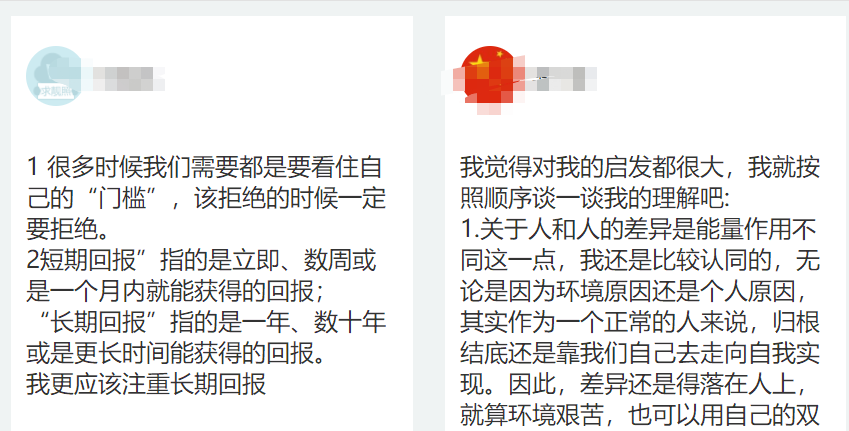 1 很多时候我们需要都是要看住自
己的“门槛”，该拒绝的时候一定
要拒绝。
2短期回报”指的是立即、数周或
是一个月内就能获得的回报；
“长期回报”指的是一年、数十年
或是更长时间能获得的回报。
我更应该注重长期回报
我觉得对我的启发都很大，我就按
照顺序谈一谈我的理解吧:
1.关于人和人的差异是能量作用不
同这一点，我还是比较认同的，无
论是因为环境原因还是个人原因，
其实作为一个正常的人来说，归根
结底还是靠我们自己去走向自我实
现。因此，差异还是得落在人上，
就算环境艰苦，也可以用自己的双